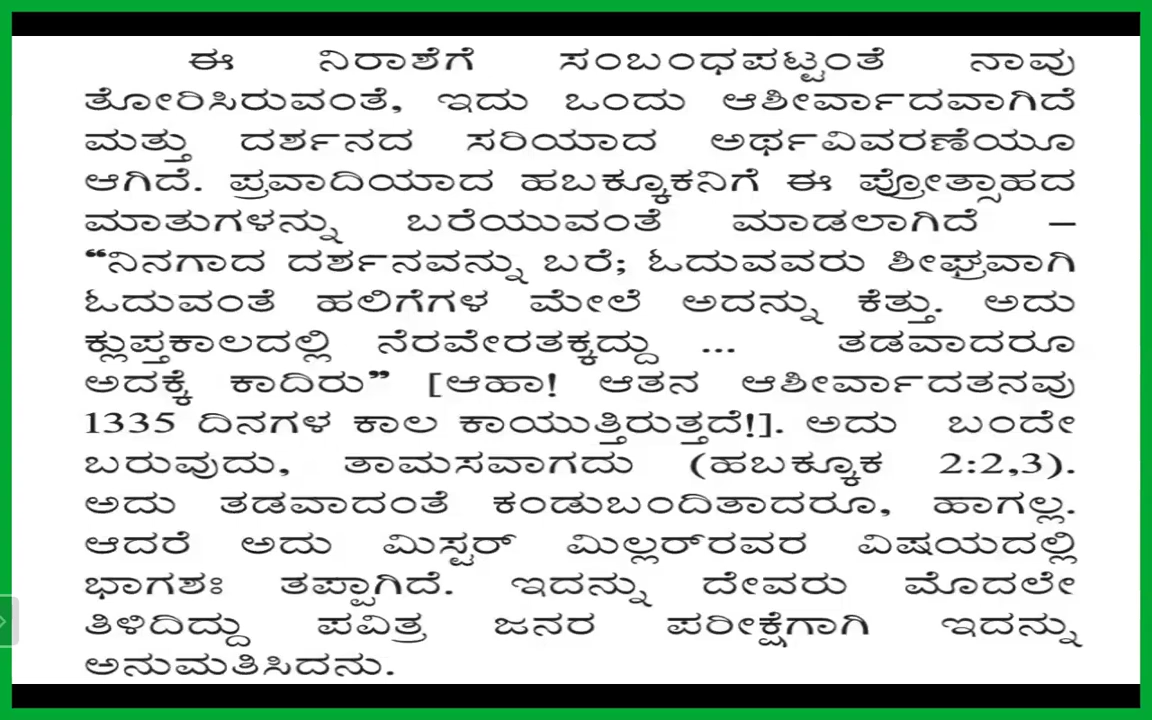 ಈ ನಿರಾಶೆಗೆ ಸಂಬಂಧಪಟ್ಟಂತೆ ನಾವು
ತೋರಿಸಿರುವಂತೆ, ಇದು ಒಂದು ಆಶೀರ್ವಾದವಾಗಿದೆ
ಮತ್ತು ದರ್ಶನದ ಸರಿಯಾದ ಅರ್ಥವಿವರಣೆಯೂ
ಆಗಿದೆ. ಪ್ರವಾದಿಯಾದ ಹಬಕ್ಕೂಕನಿಗೆ ಈ ಪ್ರೋತ್ಸಾಹದ
ಮಾತುಗಳನ್ನು ಬರೆಯುವಂತೆ ಮಾಡಲಾಗಿದೆ –
“ನಿನಗಾದ ದರ್ಶನವನ್ನು ಬರೆ; ಓದುವವರು ಶೀಘ್ರವಾಗಿ
ಓದುವಂತೆ ಹಲಿಗೆಗಳ ಮೇಲೆ ಅದನ್ನು ಕೆತ್ತು. ಅದು
ಕ್ಲುಪ್ತಕಾಲದಲ್ಲಿ ನೆರವೇರತಕ್ಕದ್ದು ... ತಡವಾದರೂ
ಅದಕ್ಕೆ ಕಾದಿರು” [ಆಹಾ! ಆತನ ಆಶೀರ್ವಾದತನವು
1335 ದಿನಗಳ ಕಾಲ ಕಾಯುತ್ತಿರುತ್ತದೆ!]. ಅದು ಬಂದೇ
ಬರುವುದು, ತಾಮಸವಾಗದು (ಹಬಕ್ಕೂಕ 2:2,3).
ಅದು ತಡವಾದಂತೆ ಕಂಡುಬಂದಿತಾದರೂ, ಹಾಗಲ್ಲ.
ಆದರೆ ಅದು ಮಿಸ್ಟರ್ ಮಿಲ್ಲರ್‌ರವರ ವಿಷಯದಲ್ಲಿ
ಭಾಗಶಃ ತಪ್ಪಾಗಿದೆ. ಇದನ್ನು ದೇವರು ಮೊದಲೇ
ತಿಳಿದಿದ್ದು ಪವಿತ್ರ ಜನರ ಪರೀಕ್ಷೆಗಾಗಿ ಇದನ್ನು
ಅನುಮತಿಸಿದನು.